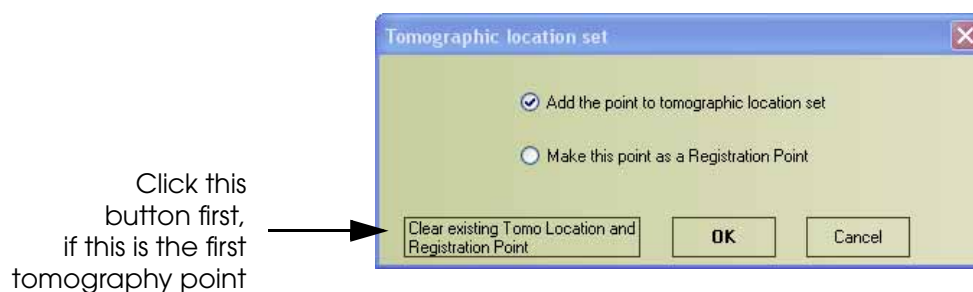 Tomographic location set
Add the point to tomographic location set
Make this point as a Registration Point
Click this
button first,
if this is the first
tomography point
Clear existing Tomo Location and
Registration Point
OK
Cancel